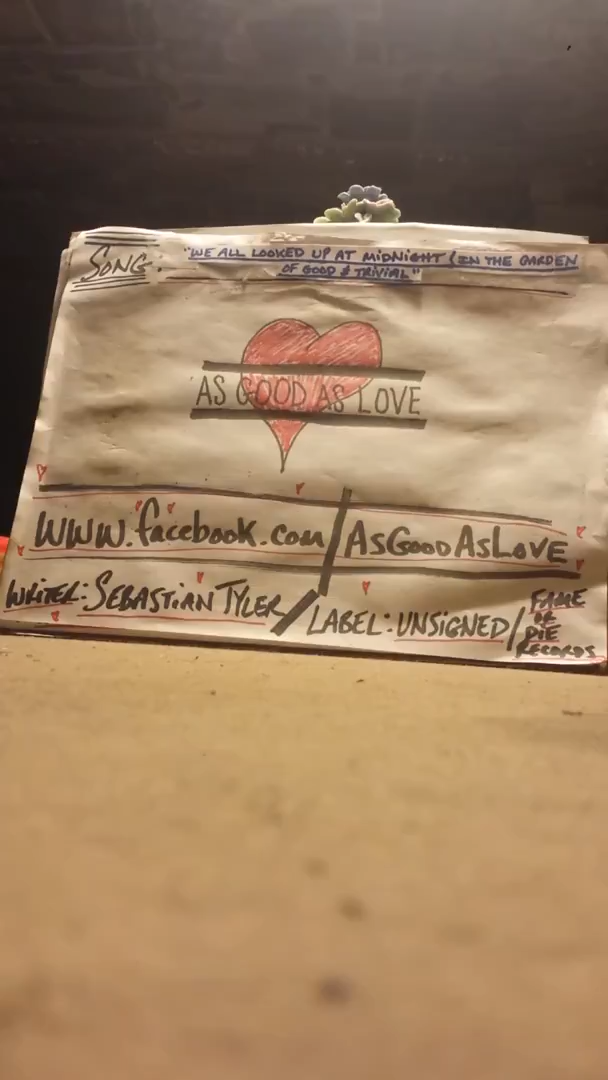 SONG. "WE ALL LOOKED UP AT MIDNIGHT (IN THE GARDEN
OF GOOD & TRIVIAL"
AS GOOD AS LOVE
www.facebook.com/AsGoodAsLove
WRITER: SEBASTIAN TYLER/LABEL: UNSIGNED/
FAME
OR
DIE
RECORDS